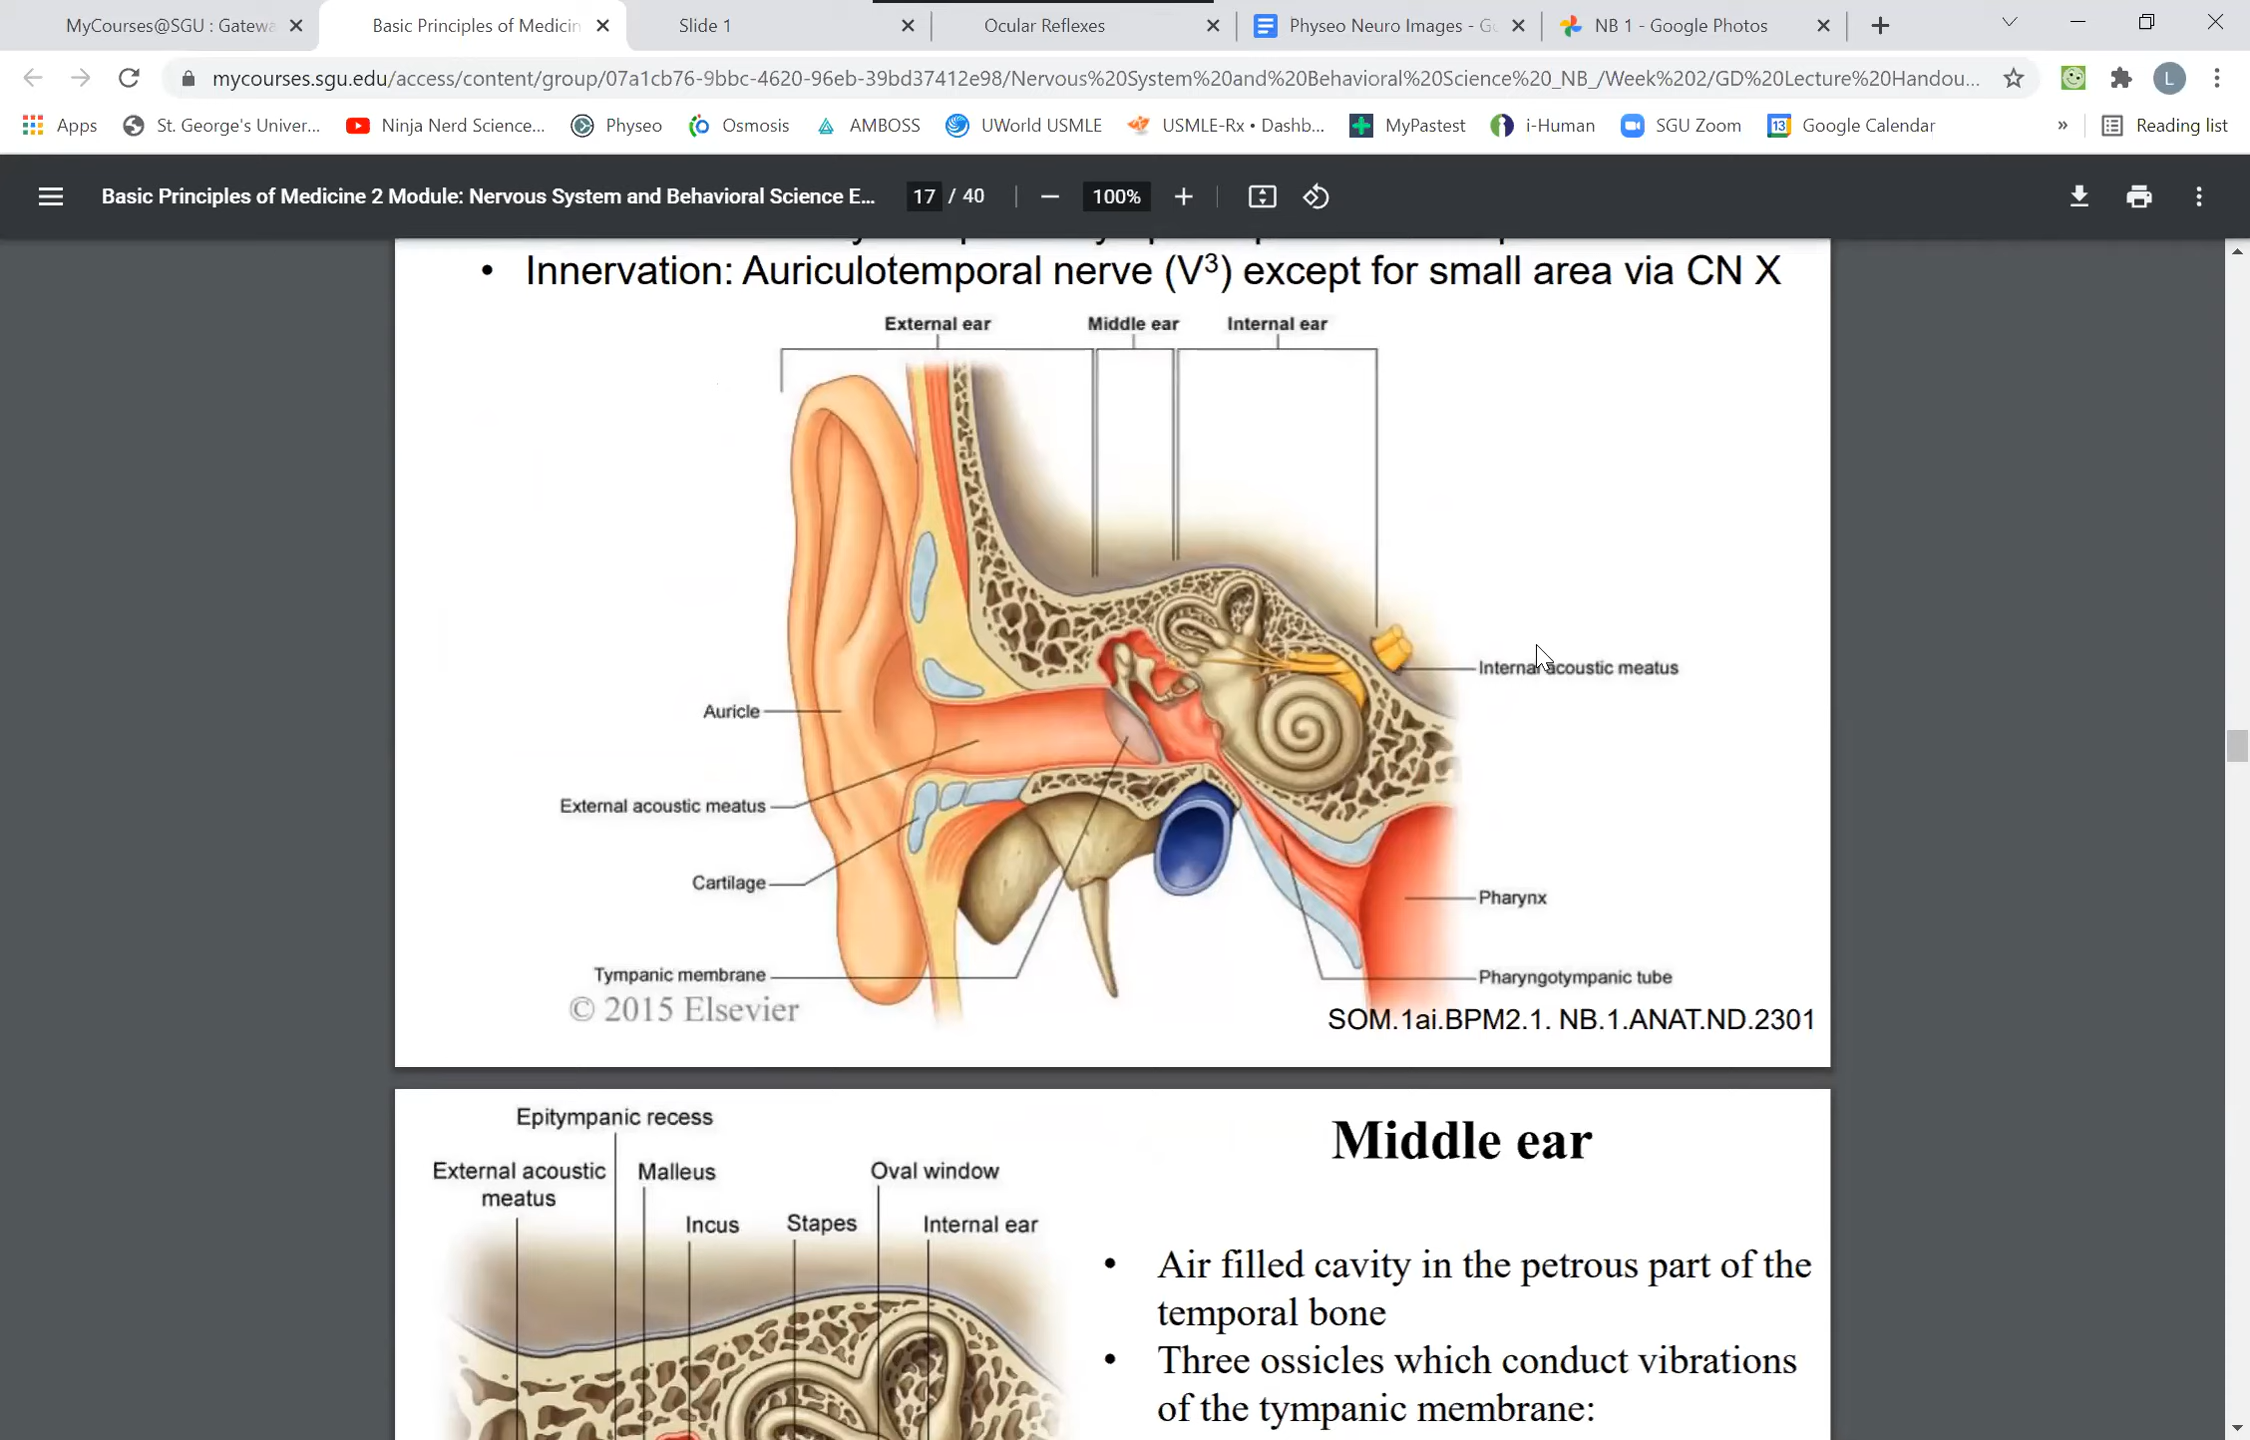 MyCourses@SGU : Gatewa
Basic Principles of Medicin
Slide 1
Ocular Reflexes
Physeo Neuro Images - Go
NB 1 - Google Photos
mycourses.sgu.edu/access/content/group/07a1cb76-9bbc-4620-96eb-39bd37412e98/Nervous%20System%20and%20Behavioral%20Science%20_NB_/Week%202/GD%20Lecture%20Handou...
L
Apps
St. George's Univer...
Ninja Nerd Science...
Physeo
Osmosis
AMBOSS
UWorld USMLE
USMLE-Rx • Dashb...
MyPastest
i-Human
SGU Zoom
13
Google Calendar
»
Reading list
Basic Principles of Medicine 2 Module: Nervous System and Behavioral Science E...
17 / 40
100%
• Innervation: Auriculotemporal nerve (V³) except for small area via CN X
External ear
Middle ear
Internal ear
Internal acoustic meatus
Auricle
External acoustic meatus
Cartilage
Pharynx
Tympanic membrane
Pharyngotympanic tube
© 2015 Elsevier
SOM.1ai.BPM2.1. NB.1.ANAT.ND.2301
Epitympanic recess
External acoustic
meatus
Malleus
Oval window
Incus
Stapes
Internal ear
Middle ear
• Air filled cavity in the petrous part of the
temporal bone
• Three ossicles which conduct vibrations
of the tympanic membrane: